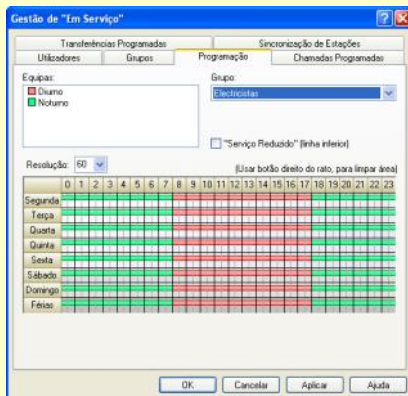 Gestão de "Em Serviço"
Transferências Programadas
Sincronização de Estações
Utilizadores
Grupos
Programação
Chamadas Programadas
Equipas:
Diurno
Noturno
Grupo:
Electricistas
"Serviço Reduzido" (linha inferior)
Resolução: 60
(Usar botão direito do rato, para limpar área)
0 1 2 3 4 5 6 7 8 9 10 11 12 13 14 15 16 17 18 19 20 21 22 23
Segunda
Terça
Quarta
Quinta
Sexta
Sábado
Domingo
Férias
OK
Cancelar
Aplicar
Ajuda